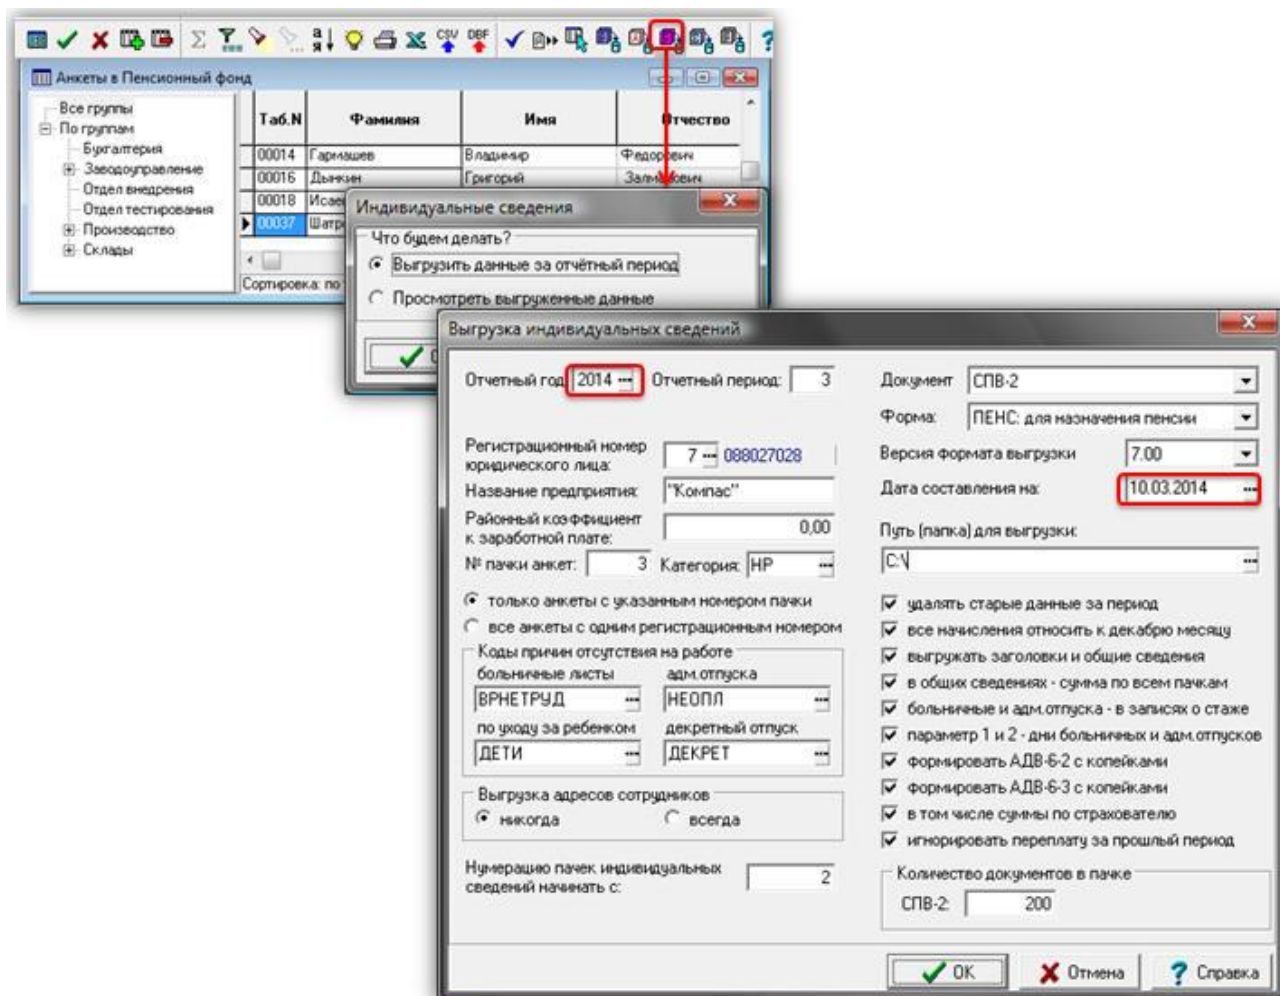 CSV DBF
Анкеты в Пенсионный фонд
Все группы
По группам
Бухгалтерия
Заводоуправление
Отдел внедрения
Отдел тестирования
Производство
Склады
Таб.N Фамилия Имя Отчество
00014 Гармашев Владимир Федорович
00016 Дынкин Григорий
00018
00037
Сортировка: по
Индивидуальные сведения
Что будем делать?
Выгрузить данные за отчётный период
Просмотреть выгруженные данные
Выгрузка индивидуальных сведений
Отчетный год 2014 ... Отчетный период: 3
Регистрационный номер
юридического лица: 7 ... 088027028
Название предприятия: "Компас"
Районный коэффициент
к заработной плате: 0,00
№ пачки анкет: 3 Категория: НР ...
только анкеты с указанным номером пачки
все анкеты с одним регистрационным номером
Коды причин отсутствия на работе
больничные листы адм.отпуска
ВРНЕТРУД ... НЕОПЛ ...
по уходу за ребенком декретный отпуск
ДЕТИ ... ДЕКРЕТ ...
Выгрузка адресов сотрудников
никогда всегда
Нумерацию пачек индивидуальных
сведений начинать с: 2
Документ СПВ-2
Форма: ПЕНС: для назначения пенсии
Версия формата выгрузки 7.00
Дата составления на: 10.03.2014 ...
Путь (папка) для выгрузки:
C:\ ...
удалять старые данные за период
все начисления относить к декабрю месяцу
выгружать заголовки и общие сведения
в общих сведениях - сумма по всем пачкам
больничные и адм.отпуска - в записях о стаже
параметр 1 и 2 - дни больничных и адм.отпусков
формировать АДВ-6-2 с копейками
формировать АДВ-6-3 с копейками
в том числе суммы по страхователю
игнорировать переплату за прошлый период
Количество документов в пачке
СПВ-2: 200
OK Отмена Справка